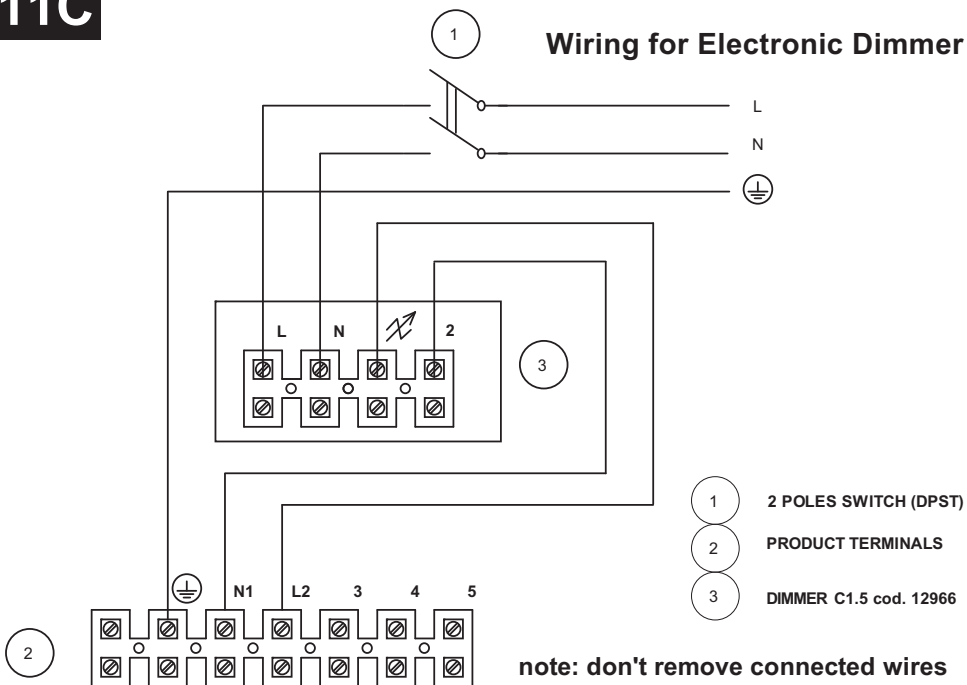 11C
1
Wiring for Electronic Dimmer
L
N
L N 2
3
1 2 POLES SWITCH (DPST)
2 PRODUCT TERMINALS
3 DIMMER C1.5 cod. 12966
N1 L2 3 4 5
2
note: don't remove connected wires